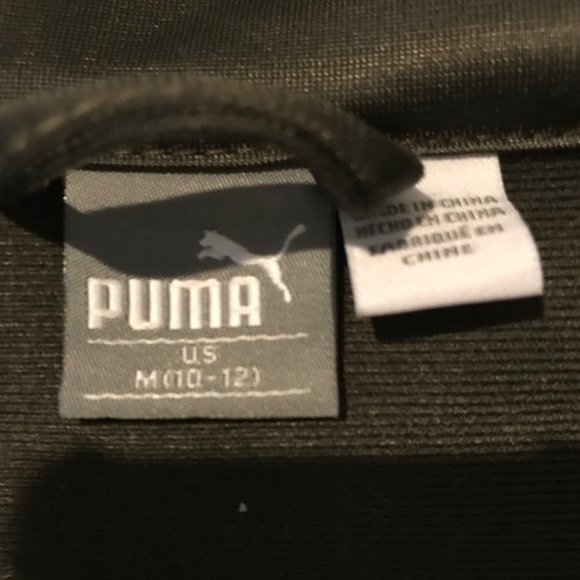 PUMA
US
M(10-12)
MADE IN CHINA
HECHO EN CHINA
FABRIQUÉ EN
CHINE